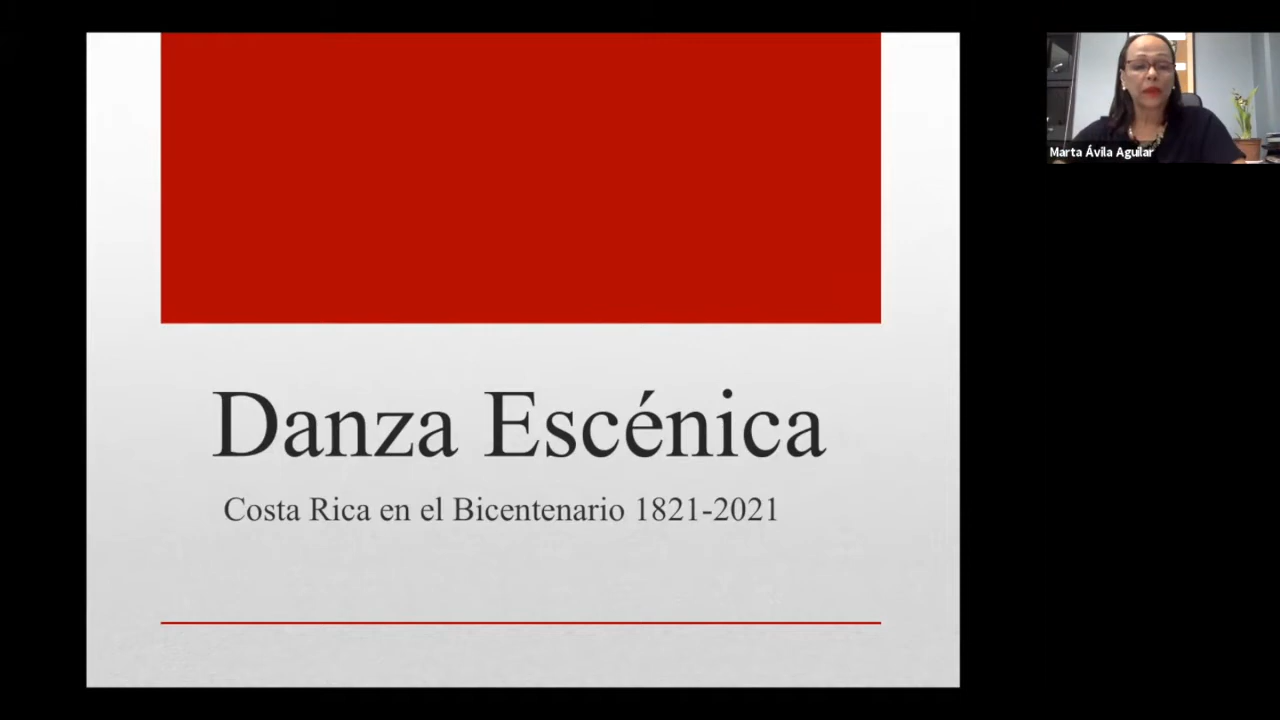 Danza Escénica
Costa Rica en el Bicentenario 1821-2021
Marta Ávila Aguilar